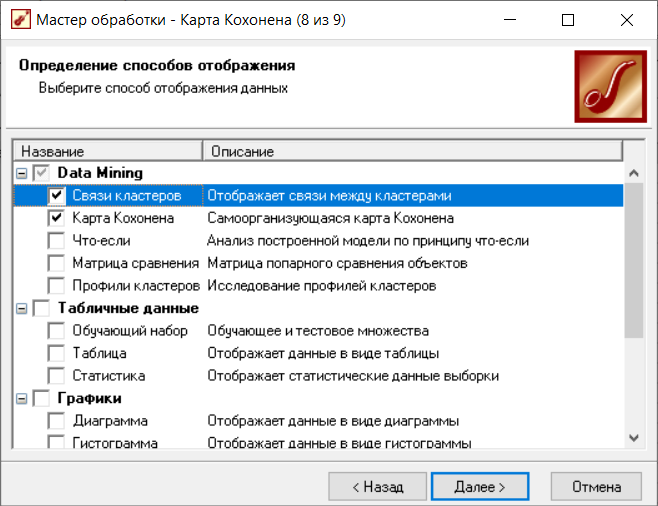 Мастер обработки - Карта Кохонена (8 из 9)
Определение способов отображения
Выберите способ отображения данных
Название Описание
Data Mining
Связи кластеров Отображает связи между кластерами
Карта Кохонена Самоорганизующаяся карта Кохонена
Что-если Анализ построенной модели по принципу что-если
Матрица сравнения Матрица попарного сравнения объектов
Профили кластеров Исследование профилей кластеров
Табличные данные
Обучающий набор Обучающее и тестовое множества
Таблица Отображает данные в виде таблицы
Статистика Отображает статистические данные выборки
Графики
Диаграмма Отображает данные в виде диаграммы
Гистограмма Отображает данные в виде гистограммы
< Назад Далее > Отмена